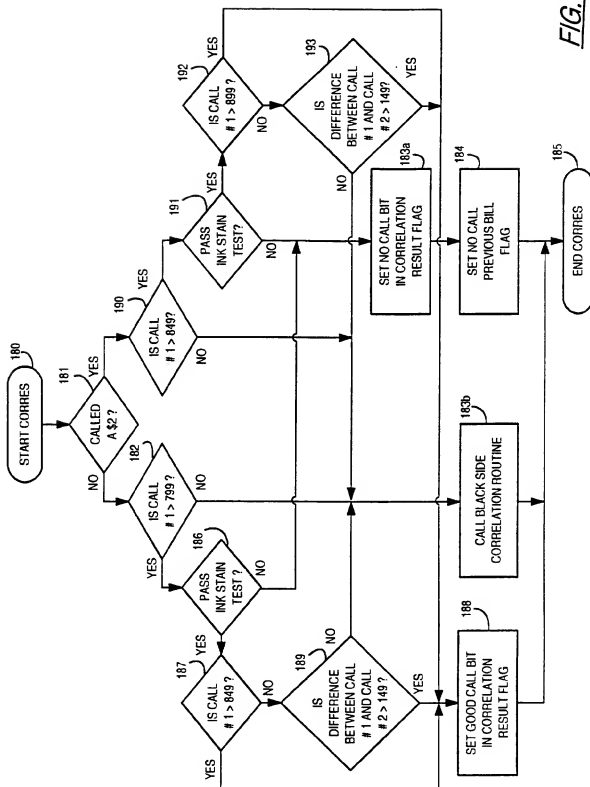 START CORRES
180
181
CALLED
A $2 ?
NO
YES
182
IS CALL
# 1 > 799 ?
YES
NO
190
IS CALL
# 1 > 849?
YES
NO
186
PASS
INK STAIN
TEST ?
YES
NO
191
PASS
INK STAIN
TEST?
YES
NO
187
IS CALL
# 1 > 849 ?
YES
NO
192
IS CALL
# 1 > 899 ?
YES
NO
189
IS
DIFFERENCE
BETWEEN CALL
# 1 AND CALL
# 2 > 149 ?
NO
YES
193
IS
DIFFERENCE
BETWEEN CALL
# 1 AND CALL
# 2 > 149?
NO
YES
183a
SET NO CALL BIT
IN CORRELATION
RESULT FLAG
188
SET GOOD CALL BIT
IN CORRELATION
RESULT FLAG
183b
CALL BLACK SIDE
CORRELATION ROUTINE
184
SET NO CALL
PREVIOUS BILL
FLAG
185
END CORRES
FIG.